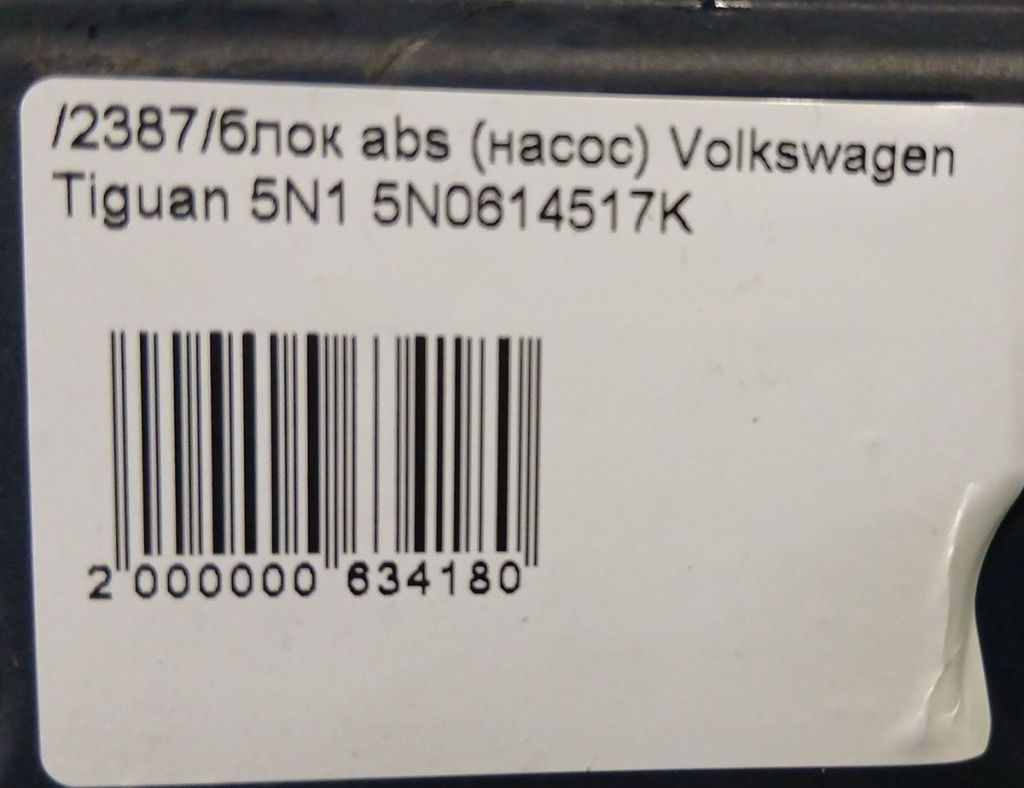 /2387/блок abs (насос) Volkswagen
Tiguan 5N1 5N0614517K
2 000000 634180